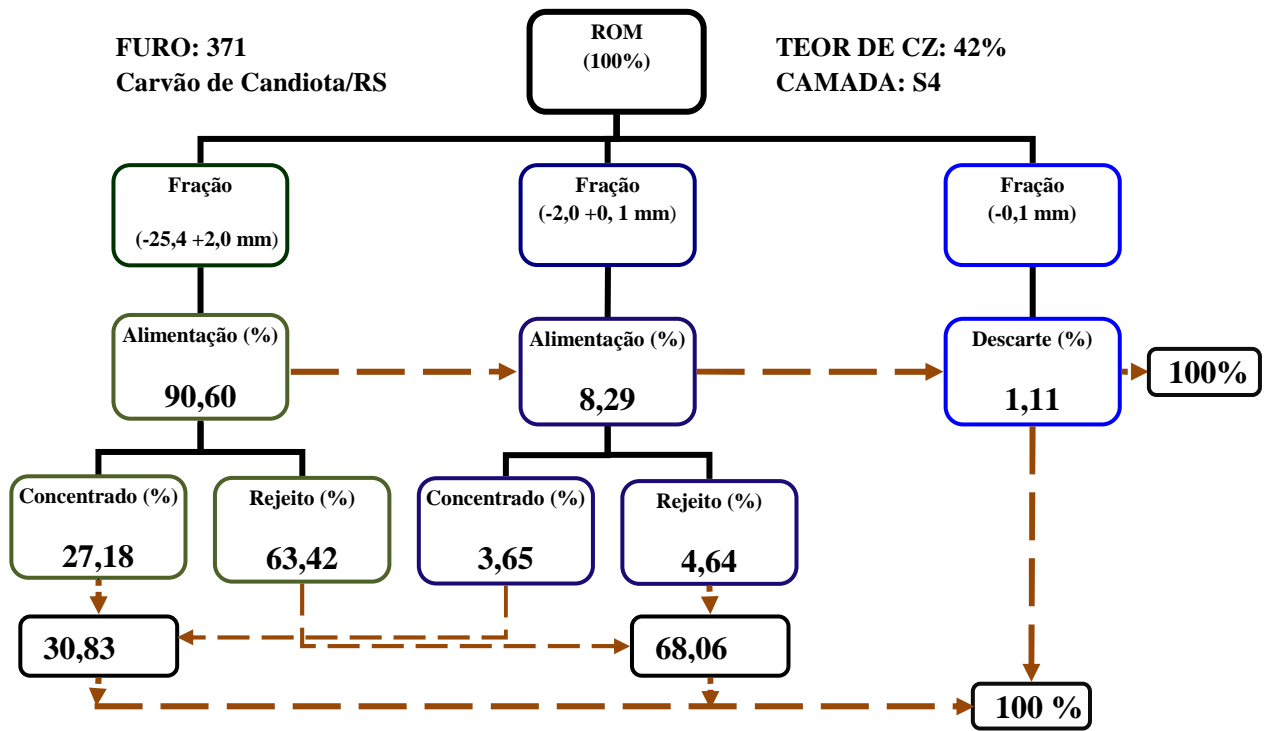 FURO: 371
Carvão de Candiota/RS
ROM
(100%)
TEOR DE CZ: 42%
CAMADA: S4
Fração
(-25,4 +2,0 mm)
Fração
(-2,0 +0, 1 mm)
Fração
(-0,1 mm)
Alimentação (%)
90,60
Alimentação (%)
8,29
Descarte (%)
1,11
100%
Concentrado (%)
27,18
Rejeito (%)
63,42
Concentrado (%)
3,65
Rejeito (%)
4,64
30,83
68,06
100 %